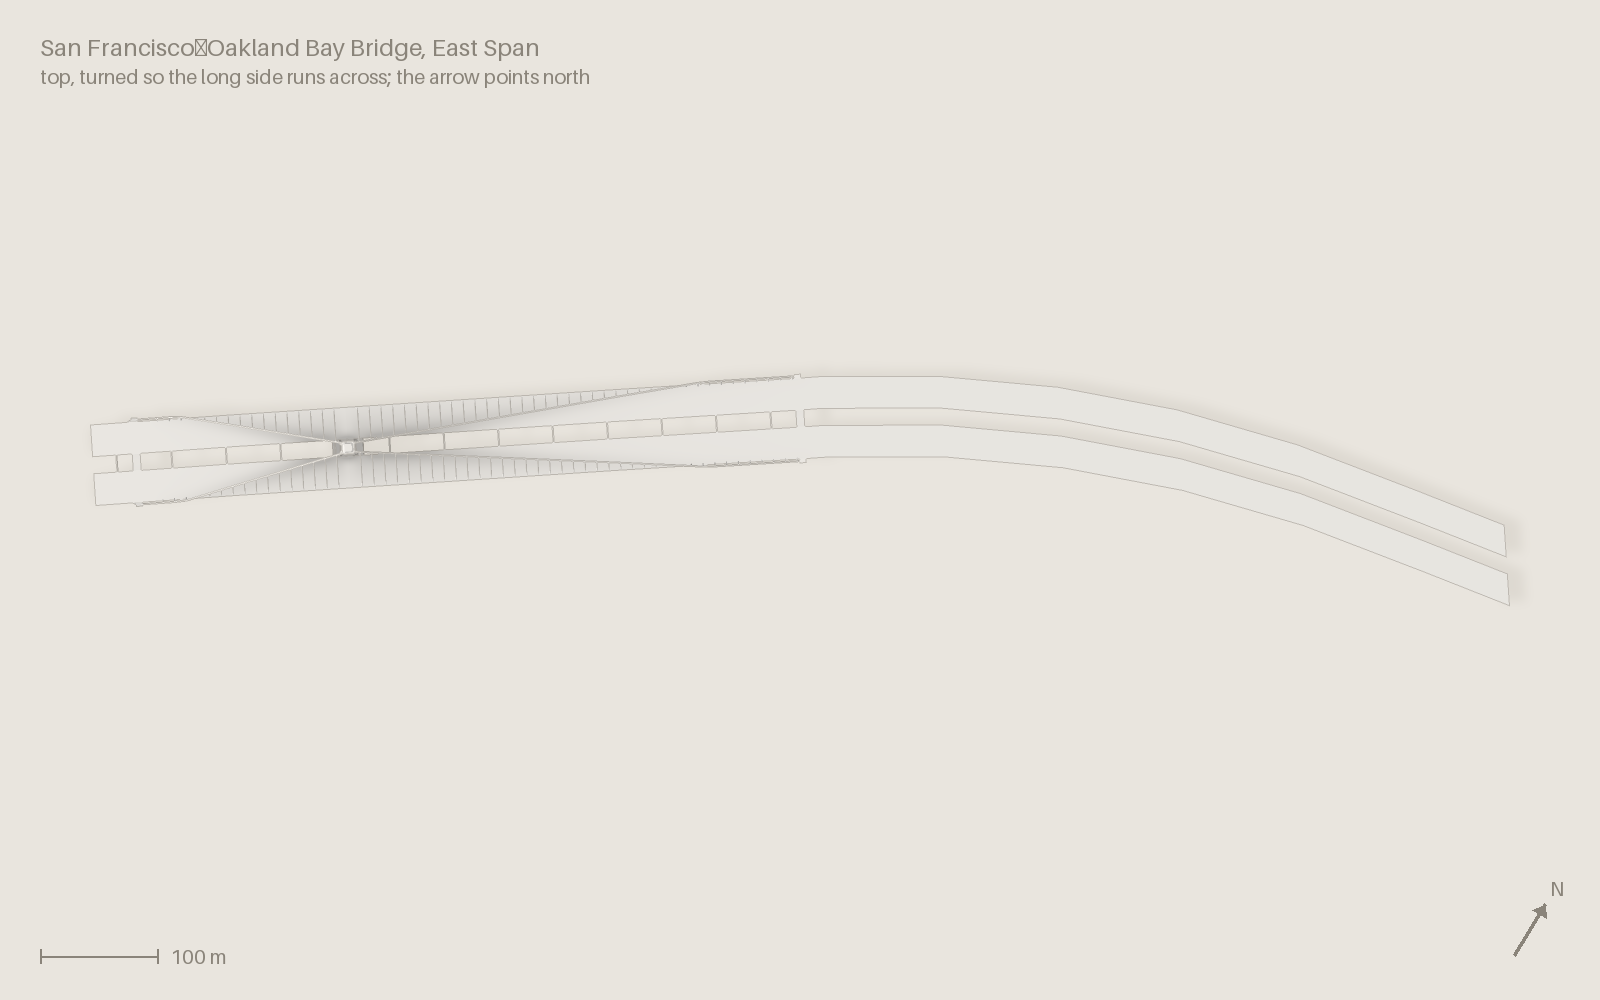 San Francisco▯Oakland Bay Bridge, East Span
top, turned so the long side runs across; the arrow points north
N
100 m